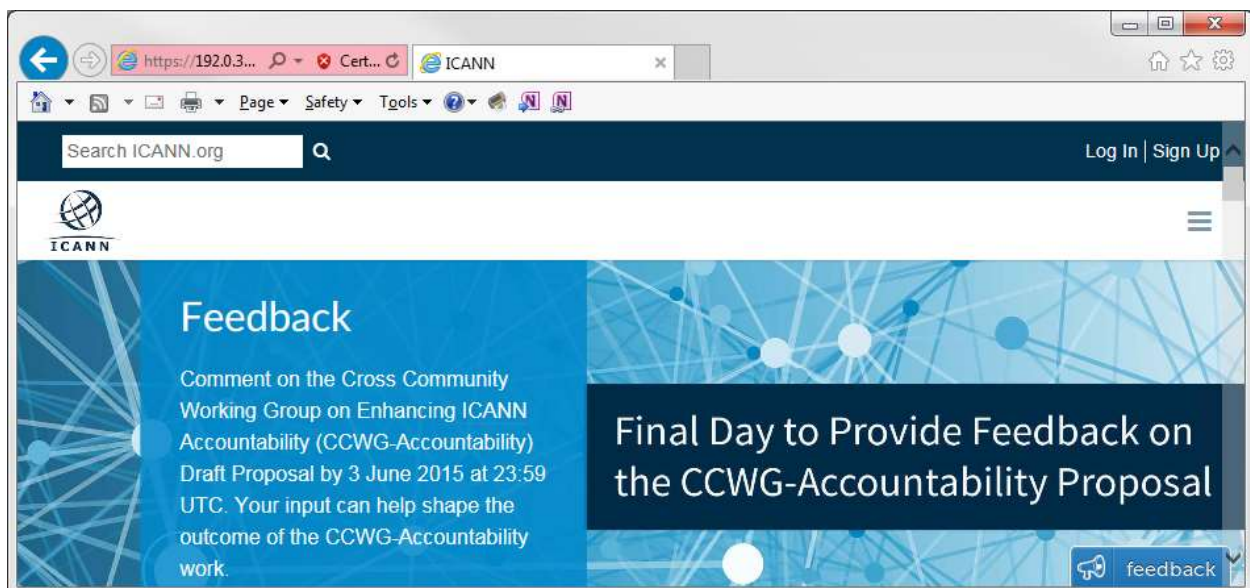 https://192.0.3... Cert... ICANN
Page Safety Tools
Search ICANN.org Log In | Sign Up
ICANN
Feedback
Comment on the Cross Community
Working Group on Enhancing ICANN
Accountability (CCWG-Accountability)
Draft Proposal by 3 June 2015 at 23:59
UTC. Your input can help shape the
outcome of the CCWG-Accountability
work.
Final Day to Provide Feedback on
the CCWG-Accountability Proposal
feedback